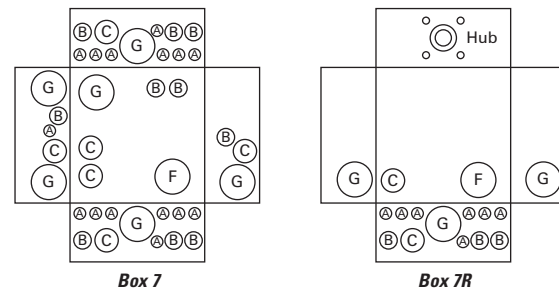 B C A B B
G
A A A A A A
G G B B
B
A
B
C C C
C
G F G
A A A A A A
G
B C A B B
Box 7
Hub
G C F G
A A A A A A
G
B C A B B
Box 7R